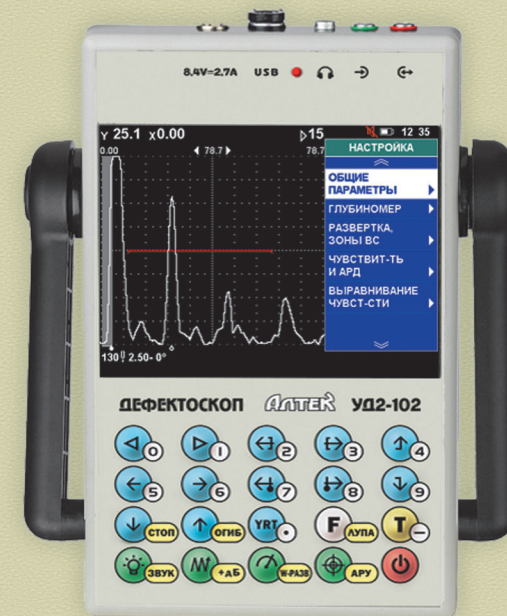 8,4V=2,7A USB
Y 25.1 X0.00 ▷15 12 35
0.00 78.7 78.7
НАСТРОЙКА
ОБЩИЕ
ПАРАМЕТРЫ
ГЛУБИНОМЕР
РАЗВЕРТКА,
ЗОНЫ ВС
ЧУВСТВИТ-ТЬ
И АРД
ВЫРАВНИВАНИЕ
ЧУВСТ-СТИ
130 2.50- 0°
ДЕФЕКТОСКОП АЛТЕК УД2-102
0 1 2 3 4
5 6 7 8 9
СТОП ОГИБ YRT • F ЛУПА T –
ЗВУК +дБ W-РАЗВ АРУ